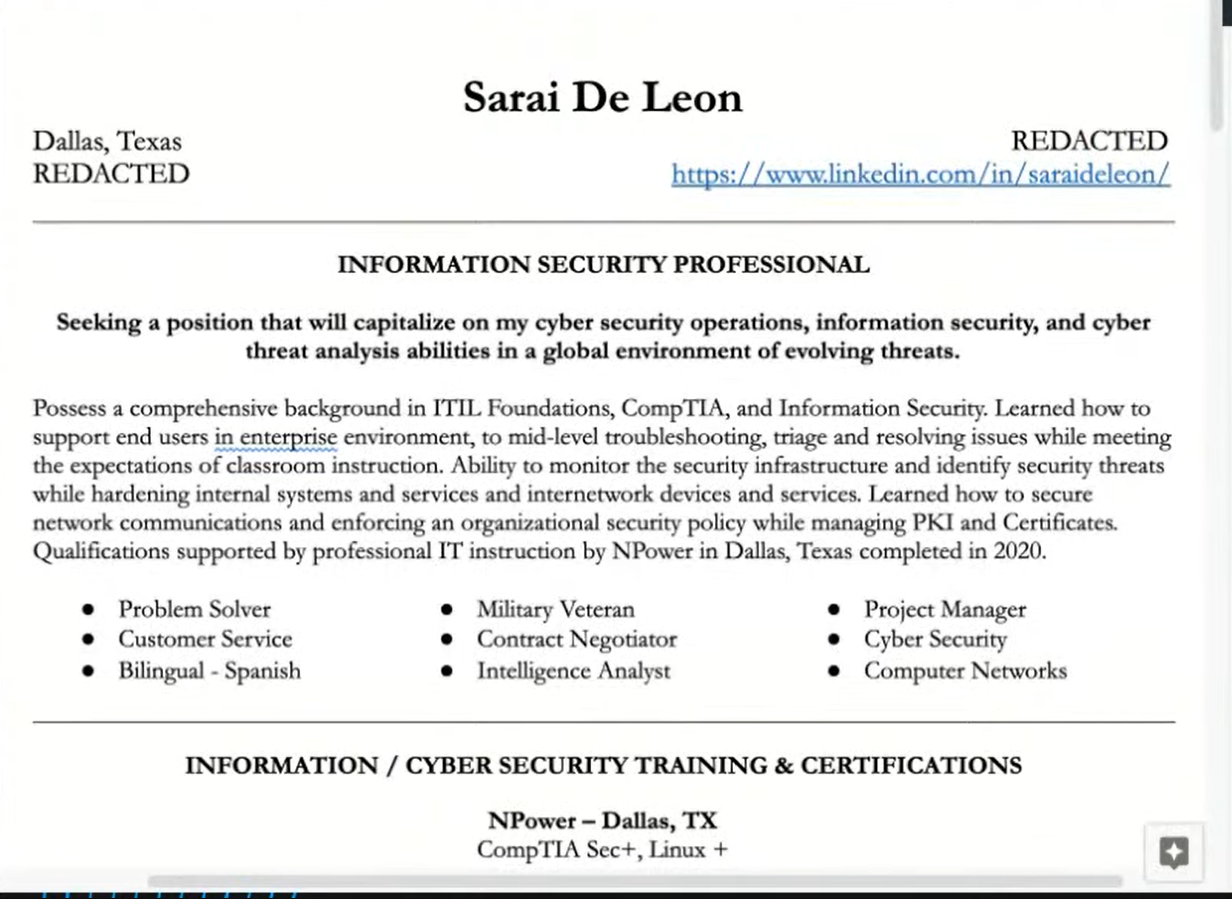 Sarai De Leon
Dallas, Texas REDACTED
REDACTED https://www.linkedin.com/in/saraideleon/
INFORMATION SECURITY PROFESSIONAL
Seeking a position that will capitalize on my cyber security operations, information security, and cyber
threat analysis abilities in a global environment of evolving threats.
Possess a comprehensive background in ITIL Foundations, CompTIA, and Information Security. Learned how to
support end users in enterprise environment, to mid-level troubleshooting, triage and resolving issues while meeting
the expectations of classroom instruction. Ability to monitor the security infrastructure and identify security threats
while hardening internal systems and services and internetwork devices and services. Learned how to secure
network communications and enforcing an organizational security policy while managing PKI and Certificates.
Qualifications supported by professional IT instruction by NPower in Dallas, Texas completed in 2020.
● Problem Solver ● Military Veteran ● Project Manager
● Customer Service ● Contract Negotiator ● Cyber Security
● Bilingual - Spanish ● Intelligence Analyst ● Computer Networks
INFORMATION / CYBER SECURITY TRAINING & CERTIFICATIONS
NPower – Dallas, TX
CompTIA Sec+, Linux +